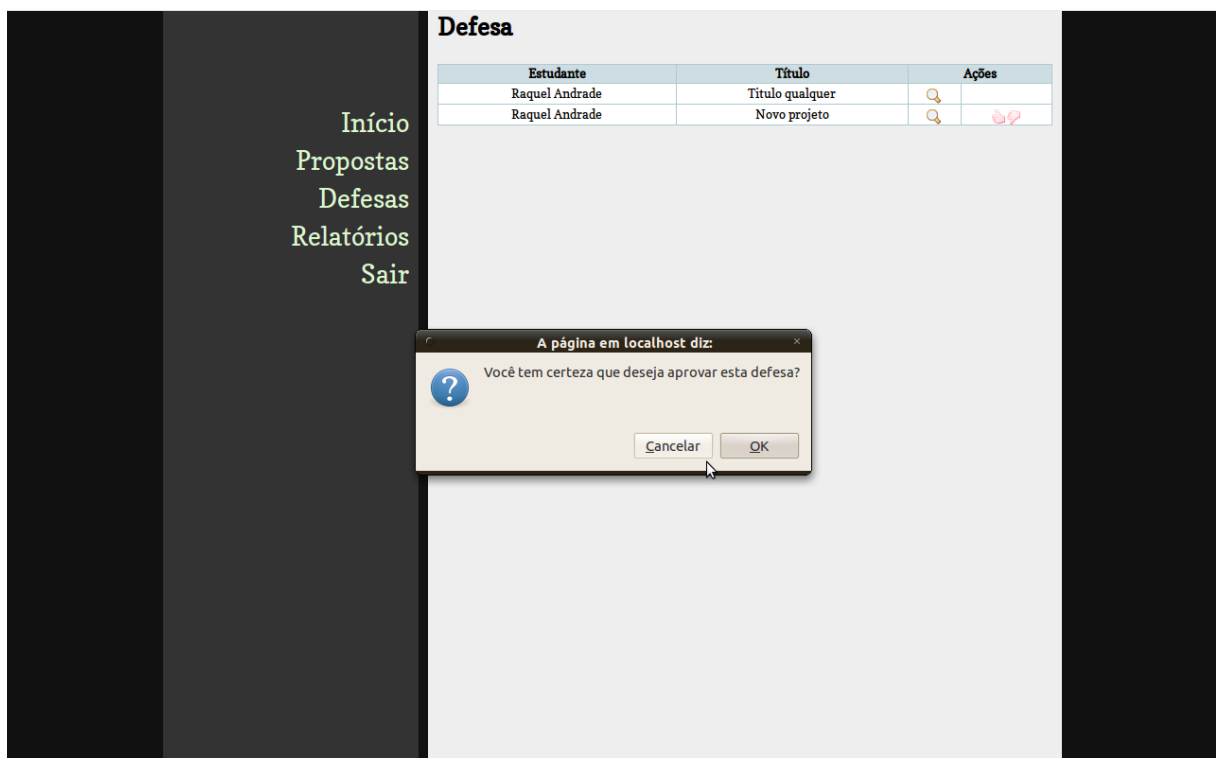 Defesa
Estudante Título Ações
Raquel Andrade Titulo qualquer
Raquel Andrade Novo projeto
Início
Propostas
Defesas
Relatórios
Sair
A página em localhost diz:
Você tem certeza que deseja aprovar esta defesa?
Cancelar OK